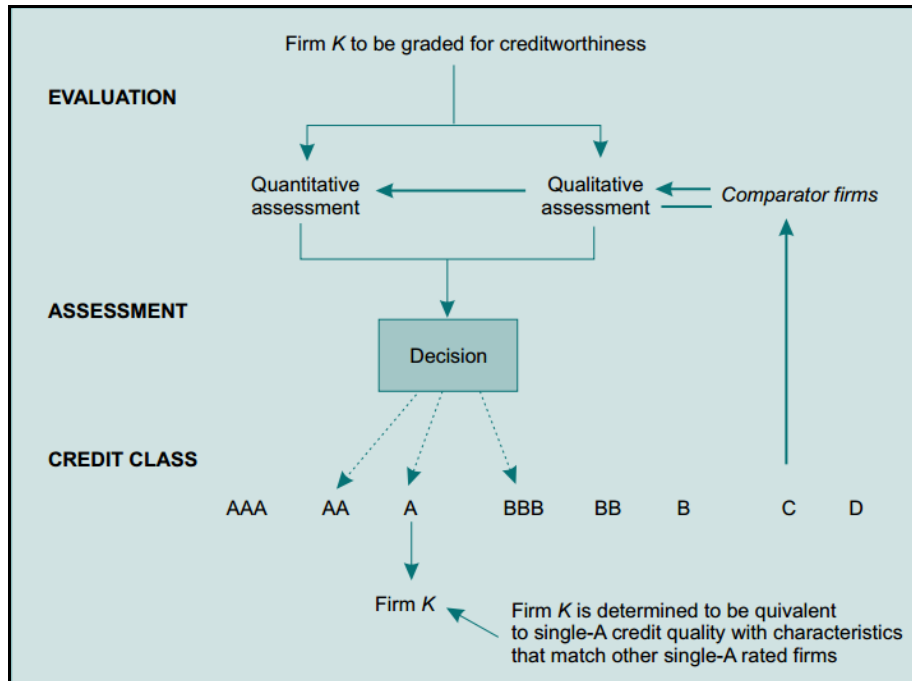 Firm K to be graded for creditworthiness
EVALUATION
Quantitative
assessment
Qualitative
assessment
Comparator firms
ASSESSMENT
Decision
CREDIT CLASS
AAA AA A BBB BB B C D
Firm K
Firm K is determined to be quivalent
to single-A credit quality with characteristics
that match other single-A rated firms